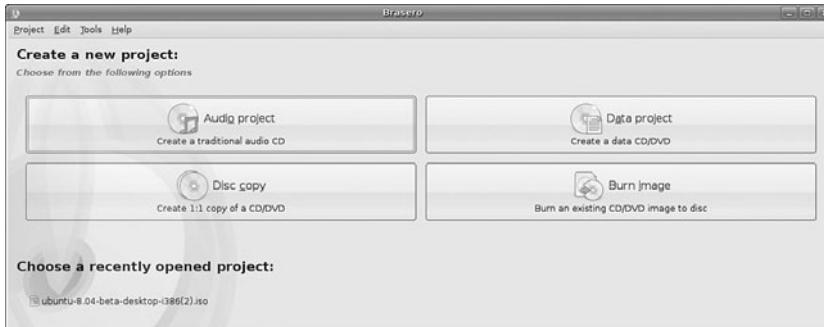 Brasero
Project Edit Tools Help
Create a new project:
Choose from the following options
Audio project
Create a traditional audio CD
Data project
Create a data CD/DVD
Disc copy
Create 1:1 copy of a CD/DVD
Burn image
Burn an existing CD/DVD image to disc
Choose a recently opened project:
ubuntu-8.04-beta-desktop-i386(2).iso